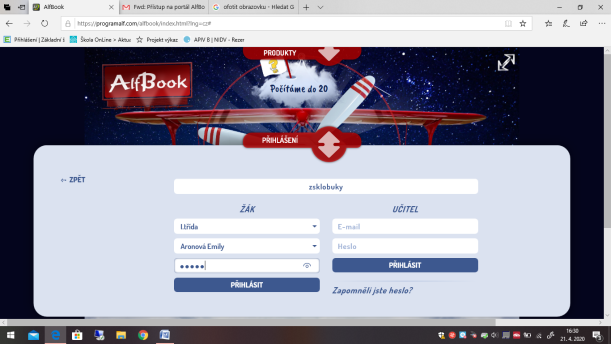 AlfBook
Fwd: Přístup na portál AlfBo
ofotit obrazovku - Hledat G
https://programalf.com/alfbook/index.html?lng=cz#
Přihlášení | Základní š
Škola OnLine > Aktua
Projekt výkaz
APIV B | NIDV - Rezer
PRODUKTY
AlfBook
Počítáme do 20
PŘIHLÁŠENÍ
← ZPĚT
zsklobuky
ŽÁK
UČITEL
I.třída
E-mail
Aronová Emily
Heslo
PŘIHLÁSIT
PŘIHLÁSIT
Zapomněli jste heslo?
16:30
21. 4. 2020